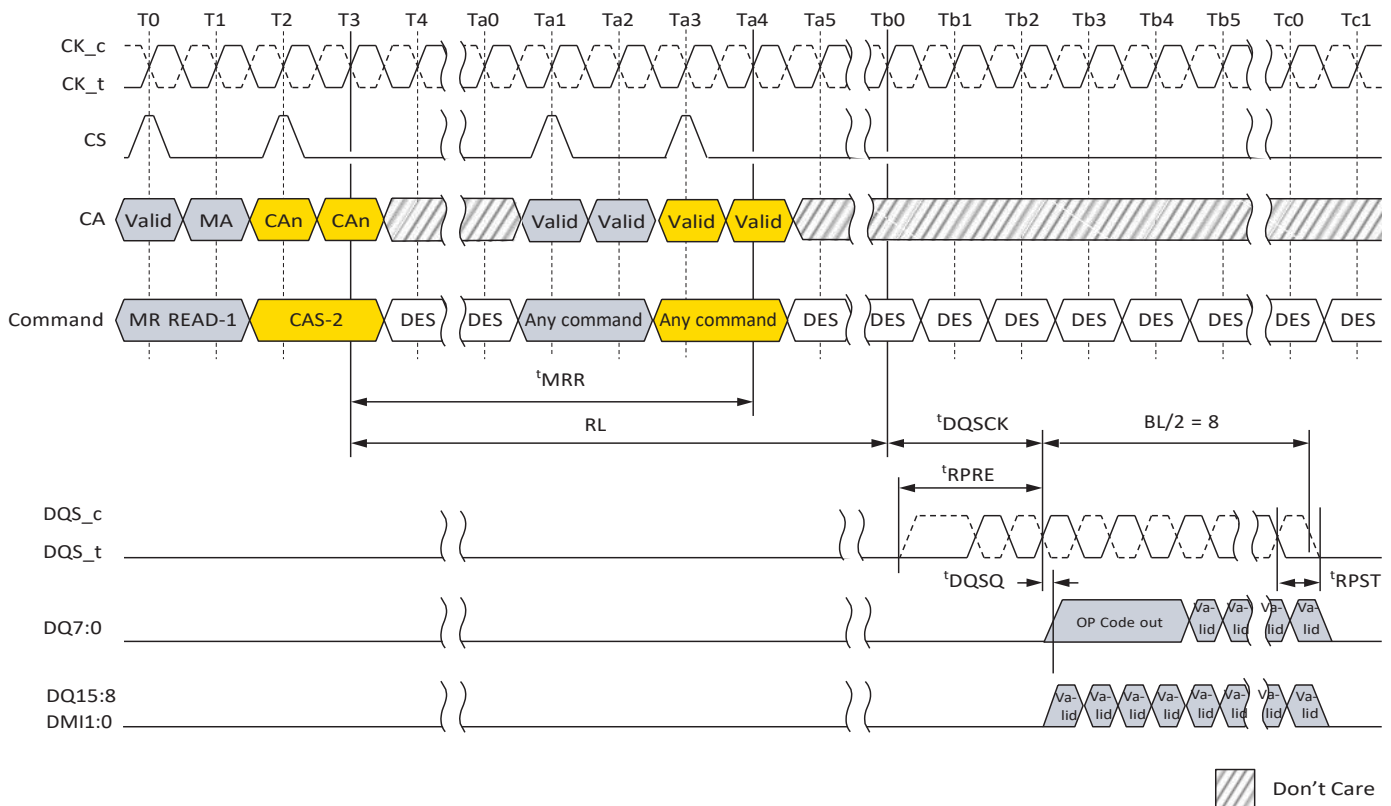 T0 T1 T2 T3 T4 Ta0 Ta1 Ta2 Ta3 Ta4 Ta5 Tb0 Tb1 Tb2 Tb3 Tb4 Tb5 Tc0 Tc1
CK_c
CK_t
CS
CA Valid MA CAn CAn Valid Valid Valid Valid
Command MR READ-1 CAS-2 DES DES Any command Any command DES DES DES DES DES DES DES DES DES
tMRR
RL tDQSCK BL/2 = 8
tRPRE
DQS_c
DQS_t
tDQSQ tRPST
DQ7:0 OP Code out Va-lid Va-lid Va-lid Va-lid
DQ15:8
DMI1:0 Va-lid Va-lid Va-lid Va-lid Va-lid Va-lid Va-lid Va-lid
Don't Care